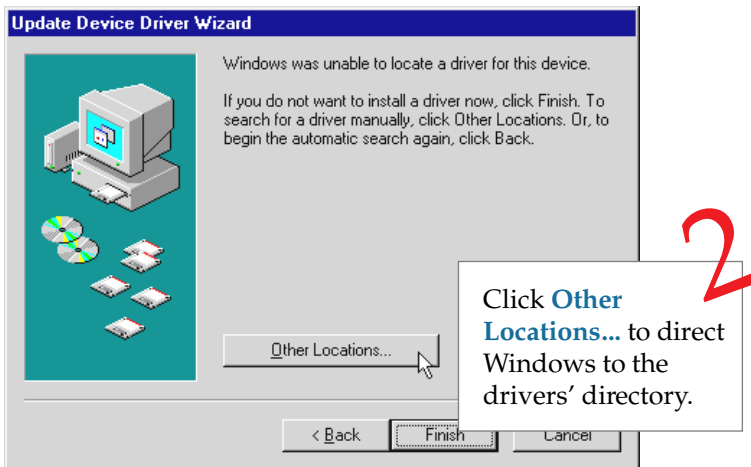 Update Device Driver Wizard
Windows was unable to locate a driver for this device.
If you do not want to install a driver now, click Finish. To
search for a driver manually, click Other Locations. Or, to
begin the automatic search again, click Back.
Other Locations...
2
Click Other
Locations... to direct
Windows to the
drivers’ directory.
< Back
Finish
Cancel